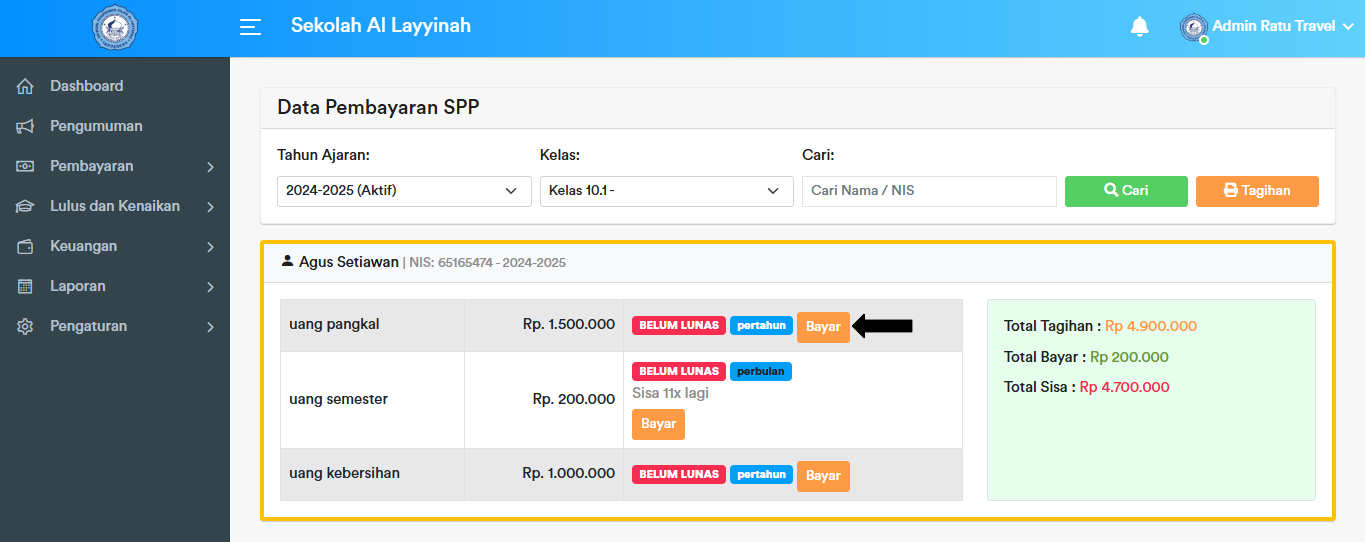 Sekolah Al Layyinah
Admin Ratu Travel
Dashboard
Pengumuman
Pembayaran
Lulus dan Kenaikan
Keuangan
Laporan
Pengaturan
Data Pembayaran SPP
Tahun Ajaran: Kelas: Cari:
2024-2025 (Aktif) Kelas 10.1 - Cari Nama / NIS Cari Tagihan
Agus Setiawan | NIS: 65165474 - 2024-2025
uang pangkal Rp. 1.500.000 BELUM LUNAS pertahun Bayar
uang semester Rp. 200.000 BELUM LUNAS perbulan
Sisa 11x lagi
Bayar
uang kebersihan Rp. 1.000.000 BELUM LUNAS pertahun Bayar
Total Tagihan : Rp 4.900.000
Total Bayar : Rp 200.000
Total Sisa : Rp 4.700.000